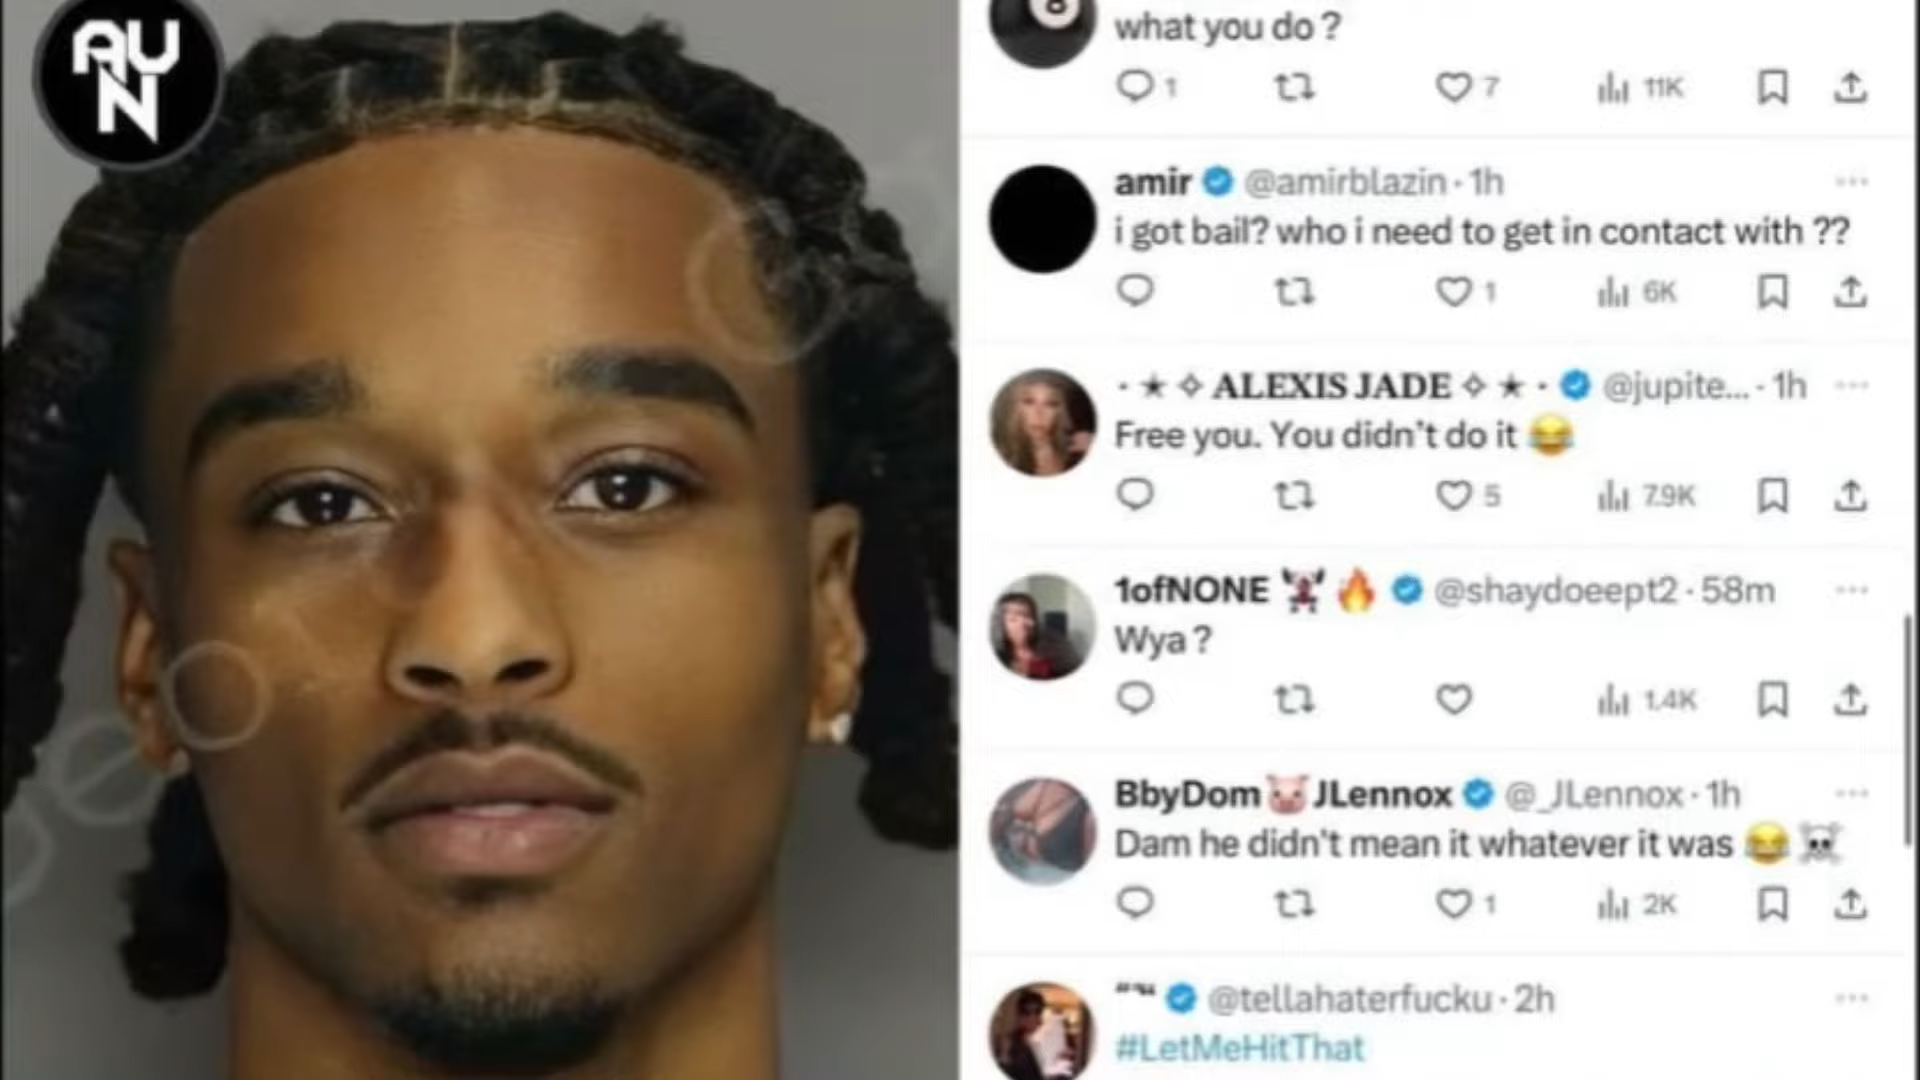 AUN
what you do ?
1 7 11K
amir @amirblazin · 1h
i got bail? who i need to get in contact with ??
1 6K
· ★ ✧ ALEXIS JADE ✧ ★ · @jupite... · 1h
Free you. You didn't do it 😂
5 7.9K
1ofNONE 🔥 @shaydoeept2 · 58m
Wya ?
1.4K
BbyDom🐷JLennox @_JLennox · 1h
Dam he didn't mean it whatever it was 😂 ☠️
1 2K
@tellahaterfucku · 2h
#LetMeHitThat